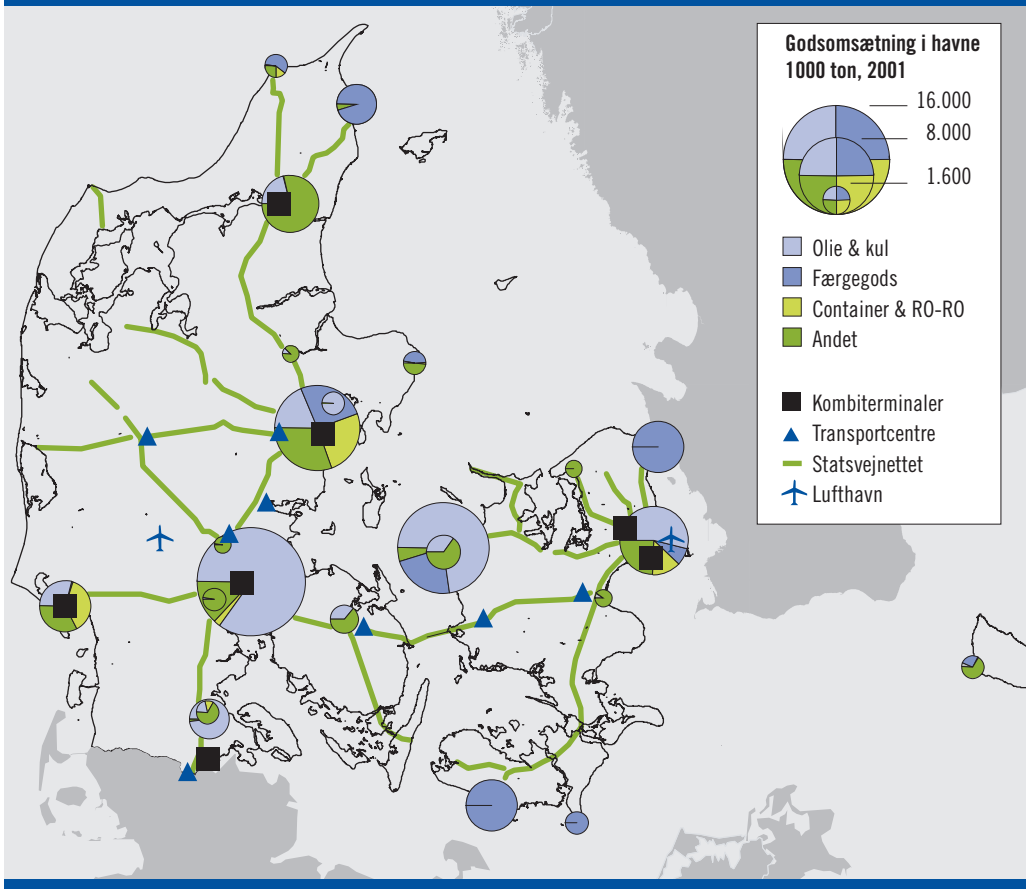 Godsomsætning i havne
1000 ton, 2001
16.000
8.000
1.600
Olie & kul
Færgegods
Container & RO-RO
Andet
Kombiterminaler
Transportcentre
Statsvejnettet
Lufthavn